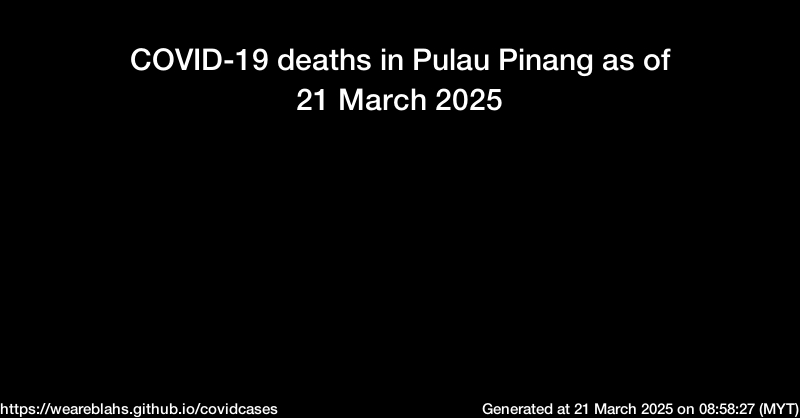 COVID-19 deaths in Pulau Pinang as of
21 March 2025
https://weareblahs.github.io/covidcases
Generated at 21 March 2025 on 08:58:27 (MYT)